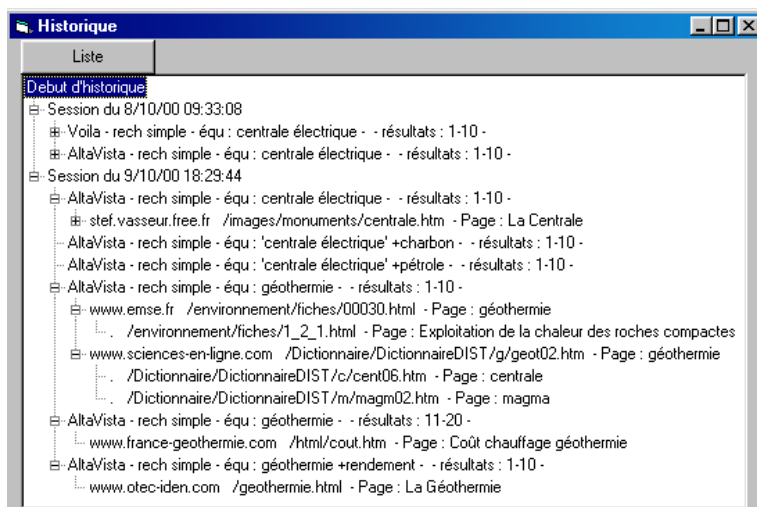 Historique
Liste
Debut d'historique
Session du 8/10/00 09:33:08
Voila - rech simple - équ : centrale électrique - - résultats : 1-10 -
AltaVista - rech simple - équ : centrale électrique - - résultats : 1-10 -
Session du 9/10/00 18:29:44
AltaVista - rech simple - équ : centrale électrique - - résultats : 1-10 -
stef.vasseur.free.fr /images/monuments/centrale.htm - Page : La Centrale
AltaVista - rech simple - équ : 'centrale électrique' +charbon - - résultats : 1-10 -
AltaVista - rech simple - équ : 'centrale électrique' +pétrole - - résultats : 1-10 -
AltaVista - rech simple - équ : géothermie - - résultats : 1-10 -
www.emse.fr /environnement/fiches/00030.html - Page : géothermie
. /environnement/fiches/1_2_1.html - Page : Exploitation de la chaleur des roches compactes
www.sciences-en-ligne.com /Dictionnaire/DictionnaireDIST/g/geot02.htm - Page : géothermie
. /Dictionnaire/DictionnaireDIST/c/cent06.htm - Page : centrale
. /Dictionnaire/DictionnaireDIST/m/magm02.htm - Page : magma
AltaVista - rech simple - équ : géothermie - - résultats : 11-20 -
www.france-geothermie.com /html/cout.htm - Page : Coût chauffage géothermie
AltaVista - rech simple - équ : géothermie +rendement - - résultats : 1-10 -
www.otec-iden.com /geothermie.html - Page : La Géothermie